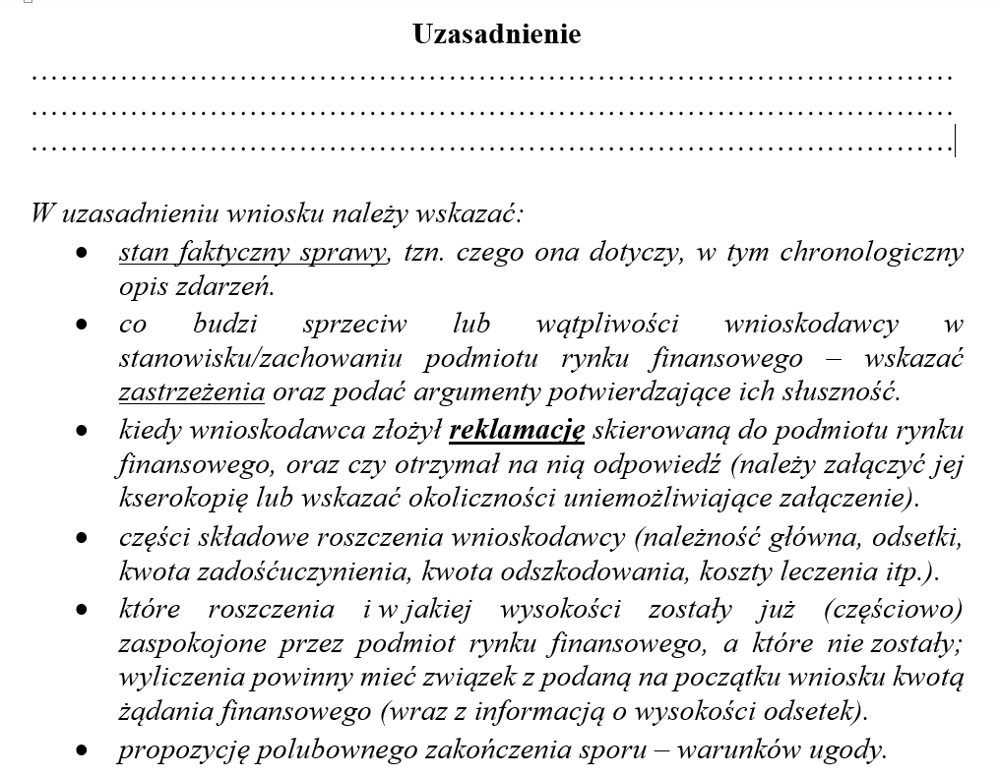 Uzasadnienie
……………………………………………………………………………………
……………………………………………………………………………………
……………………………………………………………………………………
W uzasadnieniu wniosku należy wskazać:
• stan faktyczny sprawy, tzn. czego ona dotyczy, w tym chronologiczny
opis zdarzeń.
• co budzi sprzeciw lub wątpliwości wnioskodawcy w
stanowisku/zachowaniu podmiotu rynku finansowego – wskazać
zastrzeżenia oraz podać argumenty potwierdzające ich słuszność.
• kiedy wnioskodawca złożył reklamację skierowaną do podmiotu rynku
finansowego, oraz czy otrzymał na nią odpowiedź (należy załączyć jej
kserokopię lub wskazać okoliczności uniemożliwiające załączenie).
• części składowe roszczenia wnioskodawcy (należność główna, odsetki,
kwota zadośćuczynienia, kwota odszkodowania, koszty leczenia itp.).
• które roszczenia i w jakiej wysokości zostały już (częściowo)
zaspokojone przez podmiot rynku finansowego, a które nie zostały;
wyliczenia powinny mieć związek z podaną na początku wniosku kwotą
żądania finansowego (wraz z informacją o wysokości odsetek).
• propozycję polubownego zakończenia sporu – warunków ugody.